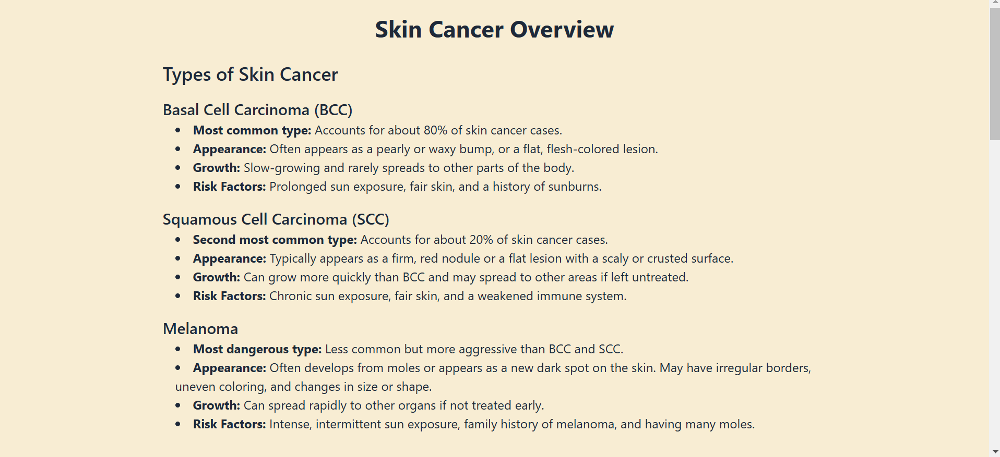 Skin Cancer Overview
Types of Skin Cancer
Basal Cell Carcinoma (BCC)
• Most common type: Accounts for about 80% of skin cancer cases.
• Appearance: Often appears as a pearly or waxy bump, or a flat, flesh-colored lesion.
• Growth: Slow-growing and rarely spreads to other parts of the body.
• Risk Factors: Prolonged sun exposure, fair skin, and a history of sunburns.
Squamous Cell Carcinoma (SCC)
• Second most common type: Accounts for about 20% of skin cancer cases.
• Appearance: Typically appears as a firm, red nodule or a flat lesion with a scaly or crusted surface.
• Growth: Can grow more quickly than BCC and may spread to other areas if left untreated.
• Risk Factors: Chronic sun exposure, fair skin, and a weakened immune system.
Melanoma
• Most dangerous type: Less common but more aggressive than BCC and SCC.
• Appearance: Often develops from moles or appears as a new dark spot on the skin. May have irregular borders,
uneven coloring, and changes in size or shape.
• Growth: Can spread rapidly to other organs if not treated early.
• Risk Factors: Intense, intermittent sun exposure, family history of melanoma, and having many moles.